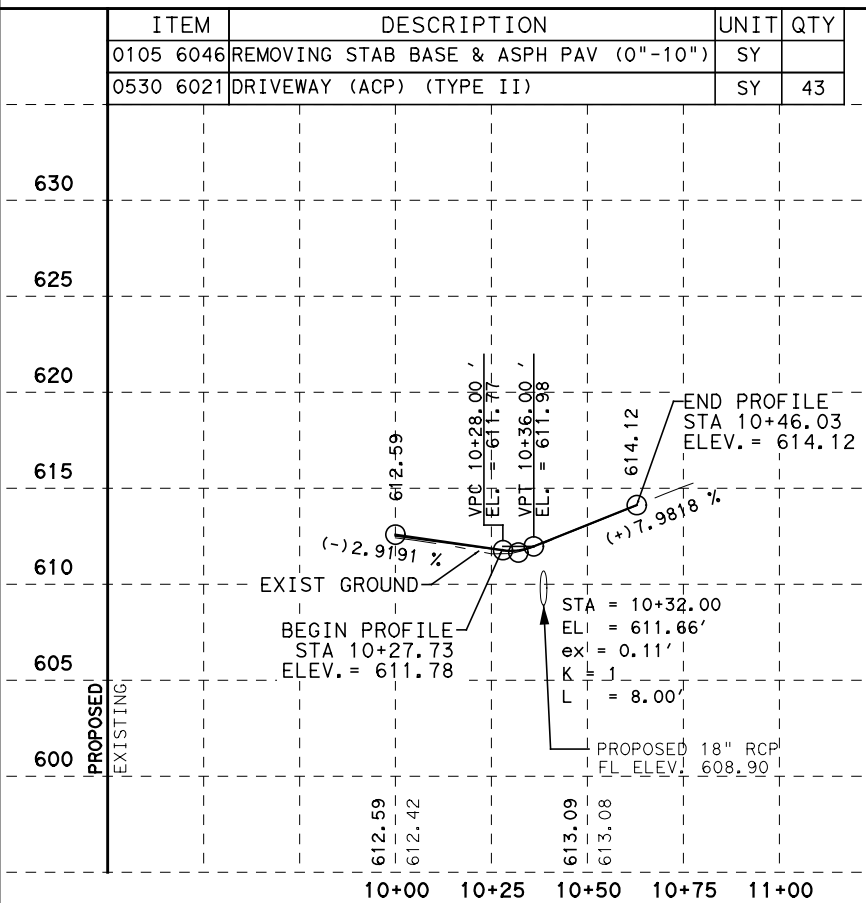 ITEM DESCRIPTION UNIT QTY
0105 6046 REMOVING STAB BASE & ASPH PAV (0"-10") SY
0530 6021 DRIVEWAY (ACP) (TYPE II) SY 43
630
625
620
615
610
605
600
612.59
VPC 10+28.00 '
EL. = 611.77
VPT 10+36.00 '
EL. = 611.98
614.12
END PROFILE
STA 10+46.03
ELEV.= 614.12
(-)2.9191 %
(+)7.9818 %
EXIST GROUND
BEGIN PROFILE
STA 10+27.73
ELEV.= 611.78
STA = 10+32.00
EL = 611.66'
ex = 0.11'
K = 1
L = 8.00'
PROPOSED 18" RCP
FL ELEV. 608.90
PROPOSED
EXISTING
612.59
612.42
613.09
613.08
10+00 10+25 10+50 10+75 11+00